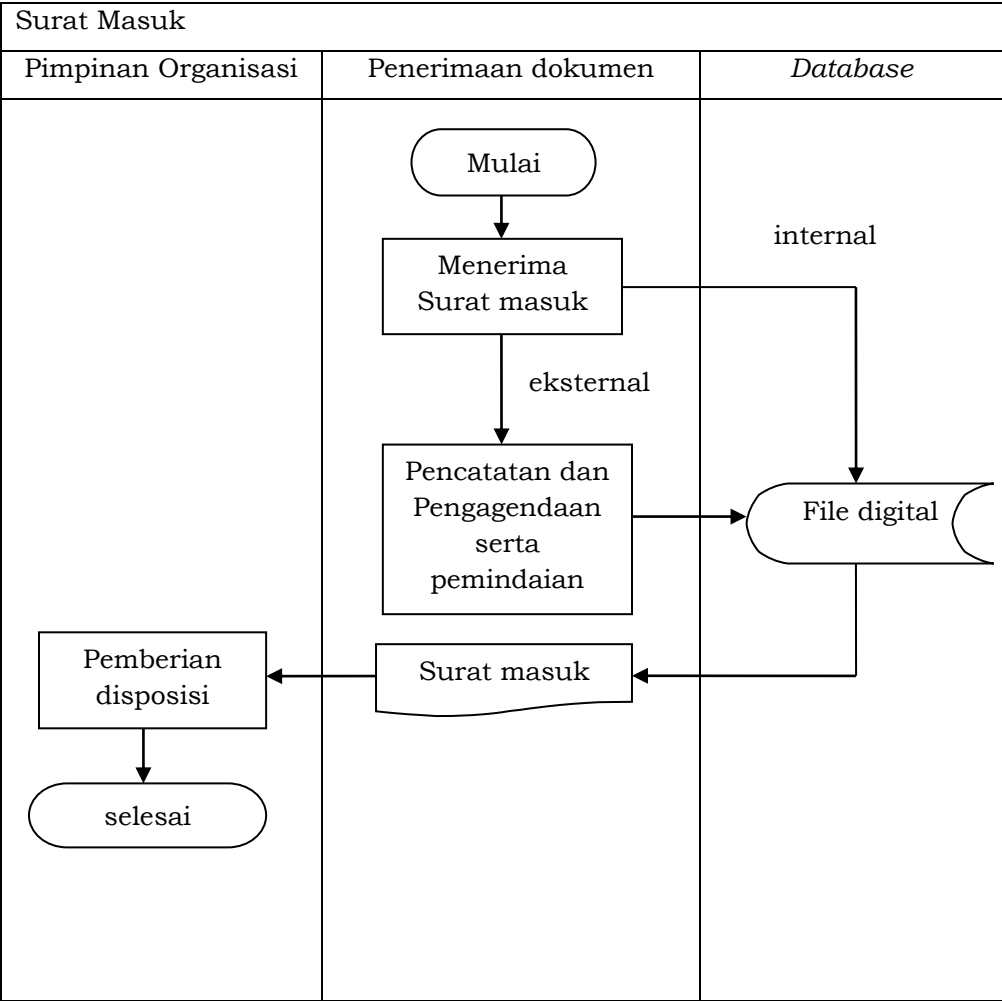 Surat Masuk
Pimpinan Organisasi
Penerimaan dokumen
Database
Mulai
internal
Menerima
Surat masuk
eksternal
Pencatatan dan
Pengagendaan
serta
pemindaian
File digital
Pemberian
disposisi
Surat masuk
selesai